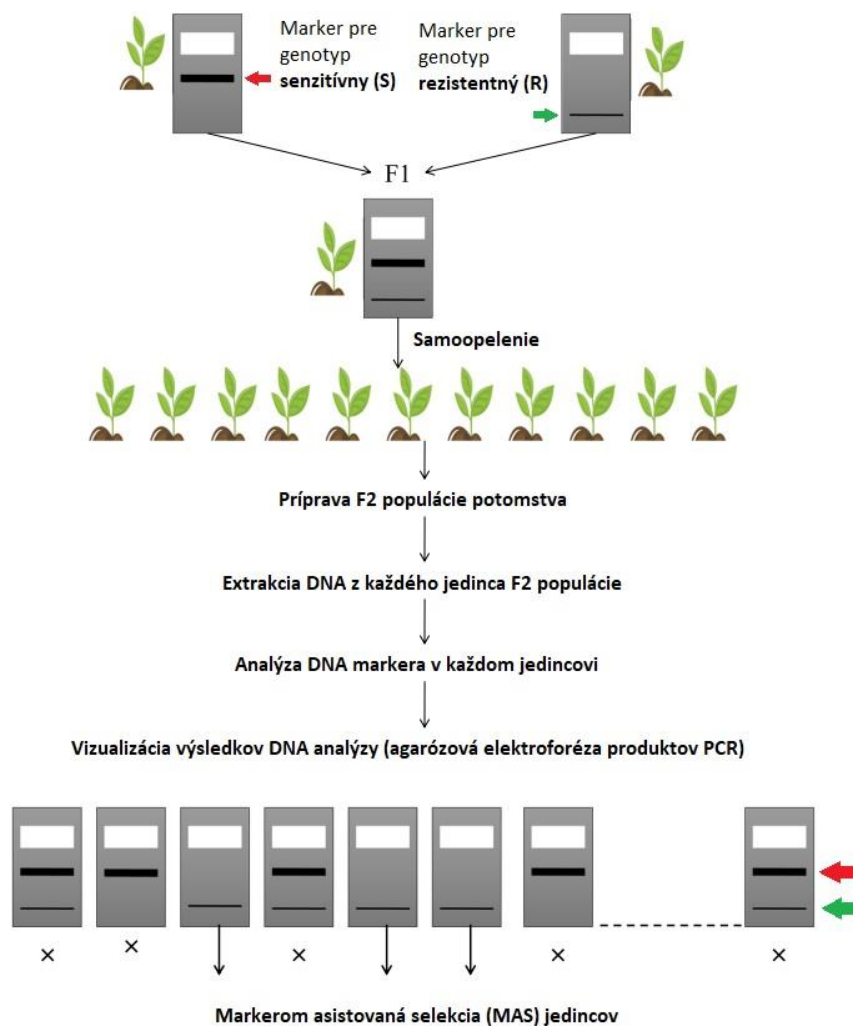 Marker pre
genotyp
senzitívny (S)
Marker pre
genotyp
rezistentný (R)
F1
Samoopelenie
Príprava F2 populácie potomstva
Extrakcia DNA z každého jedinca F2 populácie
Analýza DNA markera v každom jedincovi
Vizualizácia výsledkov DNA analýzy (agarózová elektroforéza produktov PCR)
× × × × ×
Markerom asistovaná selekcia (MAS) jedincov